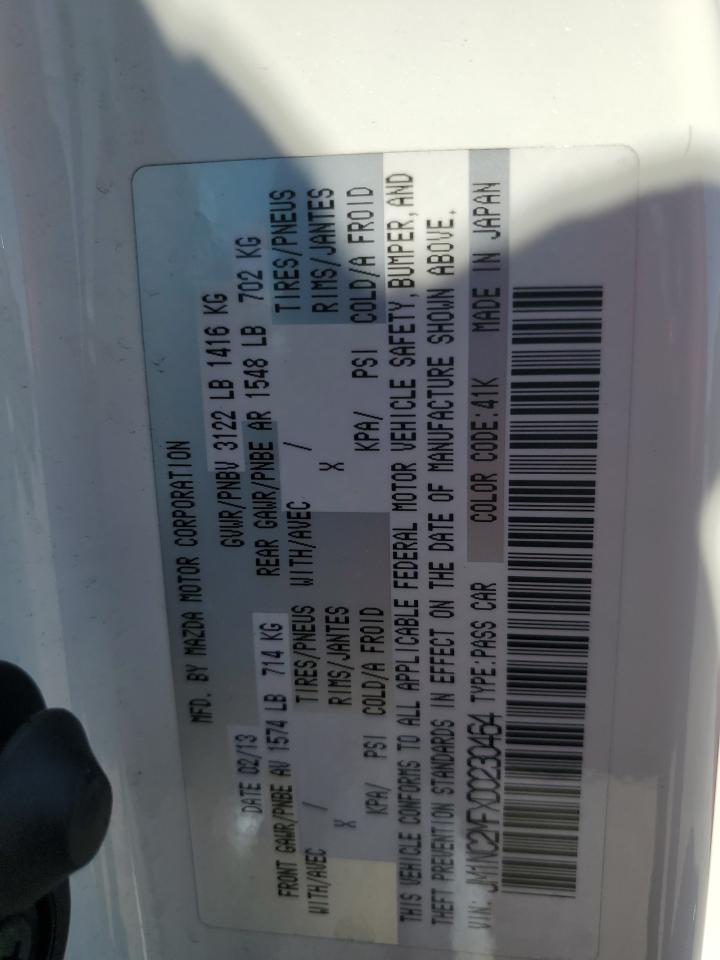 MFD. BY MAZDA MOTOR CORPORATION
DATE 02/13 GVWR/PNBV 3122 LB 1416 KG
FRONT GAWR/PNBE AV 1574 LB 714 KG REAR GAWR/PNBE AR 1548 LB 702 KG
WITH/AVEC / TIRES/PNEUS WITH/AVEC / TIRES/PNEUS
X RIMS/JANTES X RIMS/JANTES
KPA/ PSI COLD/A FROID KPA/ PSI COLD/A FROID
THIS VEHICLE CONFORMS TO ALL APPLICABLE FEDERAL MOTOR VEHICLE SAFETY, BUMPER, AND
THEFT PREVENTION STANDARDS IN EFFECT ON THE DATE OF MANUFACTURE SHOWN ABOVE.
VIN: JM1NC2MFXD0230464 TYPE:PASS CAR COLOR CODE:41K MADE IN JAPAN